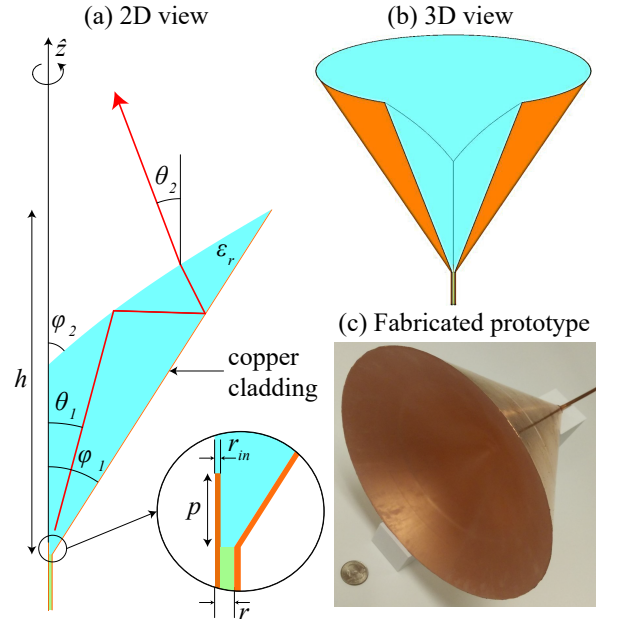 (a) 2D view
(b) 3D view
ẑ
θ2
εr
φ2
(c) Fabricated prototype
h
copper
cladding
θ1
φ1
rin
p
r